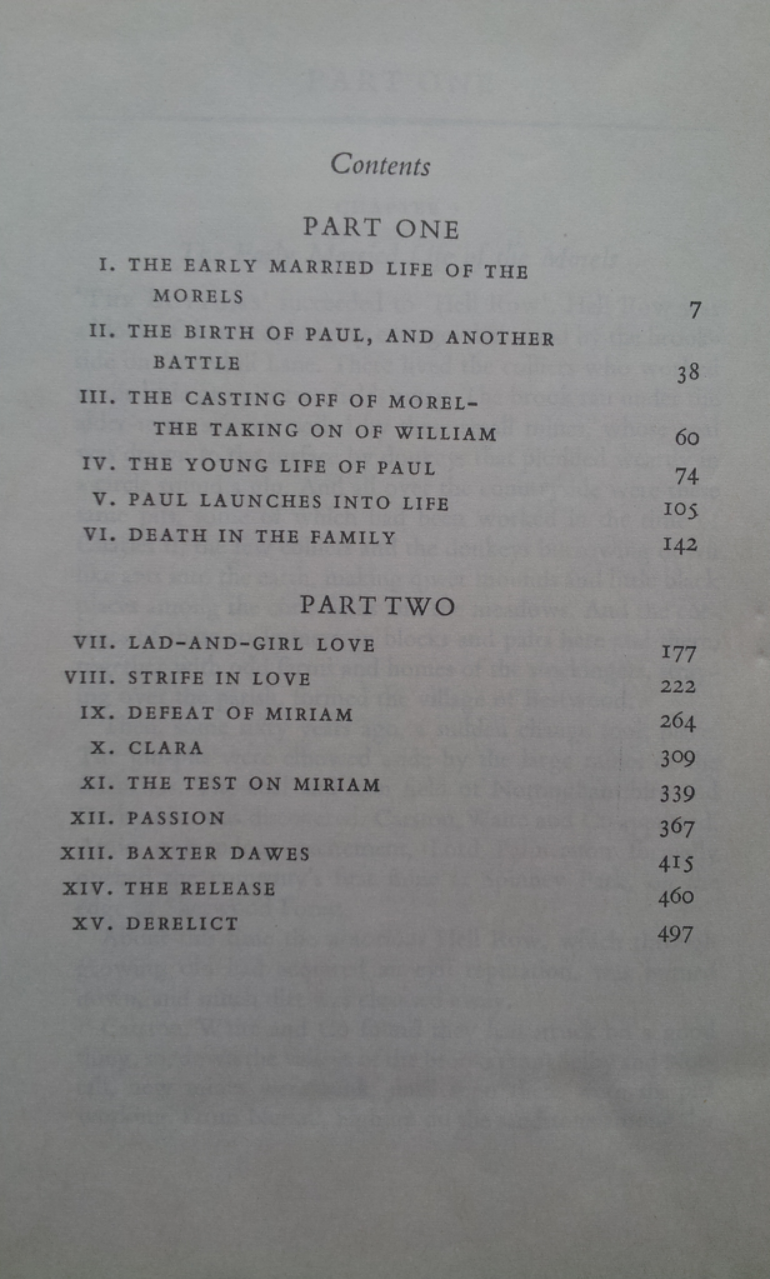 Contents
PART ONE
I. THE EARLY MARRIED LIFE OF THE
MORELS 7
II. THE BIRTH OF PAUL, AND ANOTHER
BATTLE 38
III. THE CASTING OFF OF MOREL–
THE TAKING ON OF WILLIAM 60
IV. THE YOUNG LIFE OF PAUL 74
V. PAUL LAUNCHES INTO LIFE 105
VI. DEATH IN THE FAMILY 142
PART TWO
VII. LAD-AND-GIRL LOVE 177
VIII. STRIFE IN LOVE 222
IX. DEFEAT OF MIRIAM 264
X. CLARA 309
XI. THE TEST ON MIRIAM 339
XII. PASSION 367
XIII. BAXTER DAWES 415
XIV. THE RELEASE 460
XV. DERELICT 497